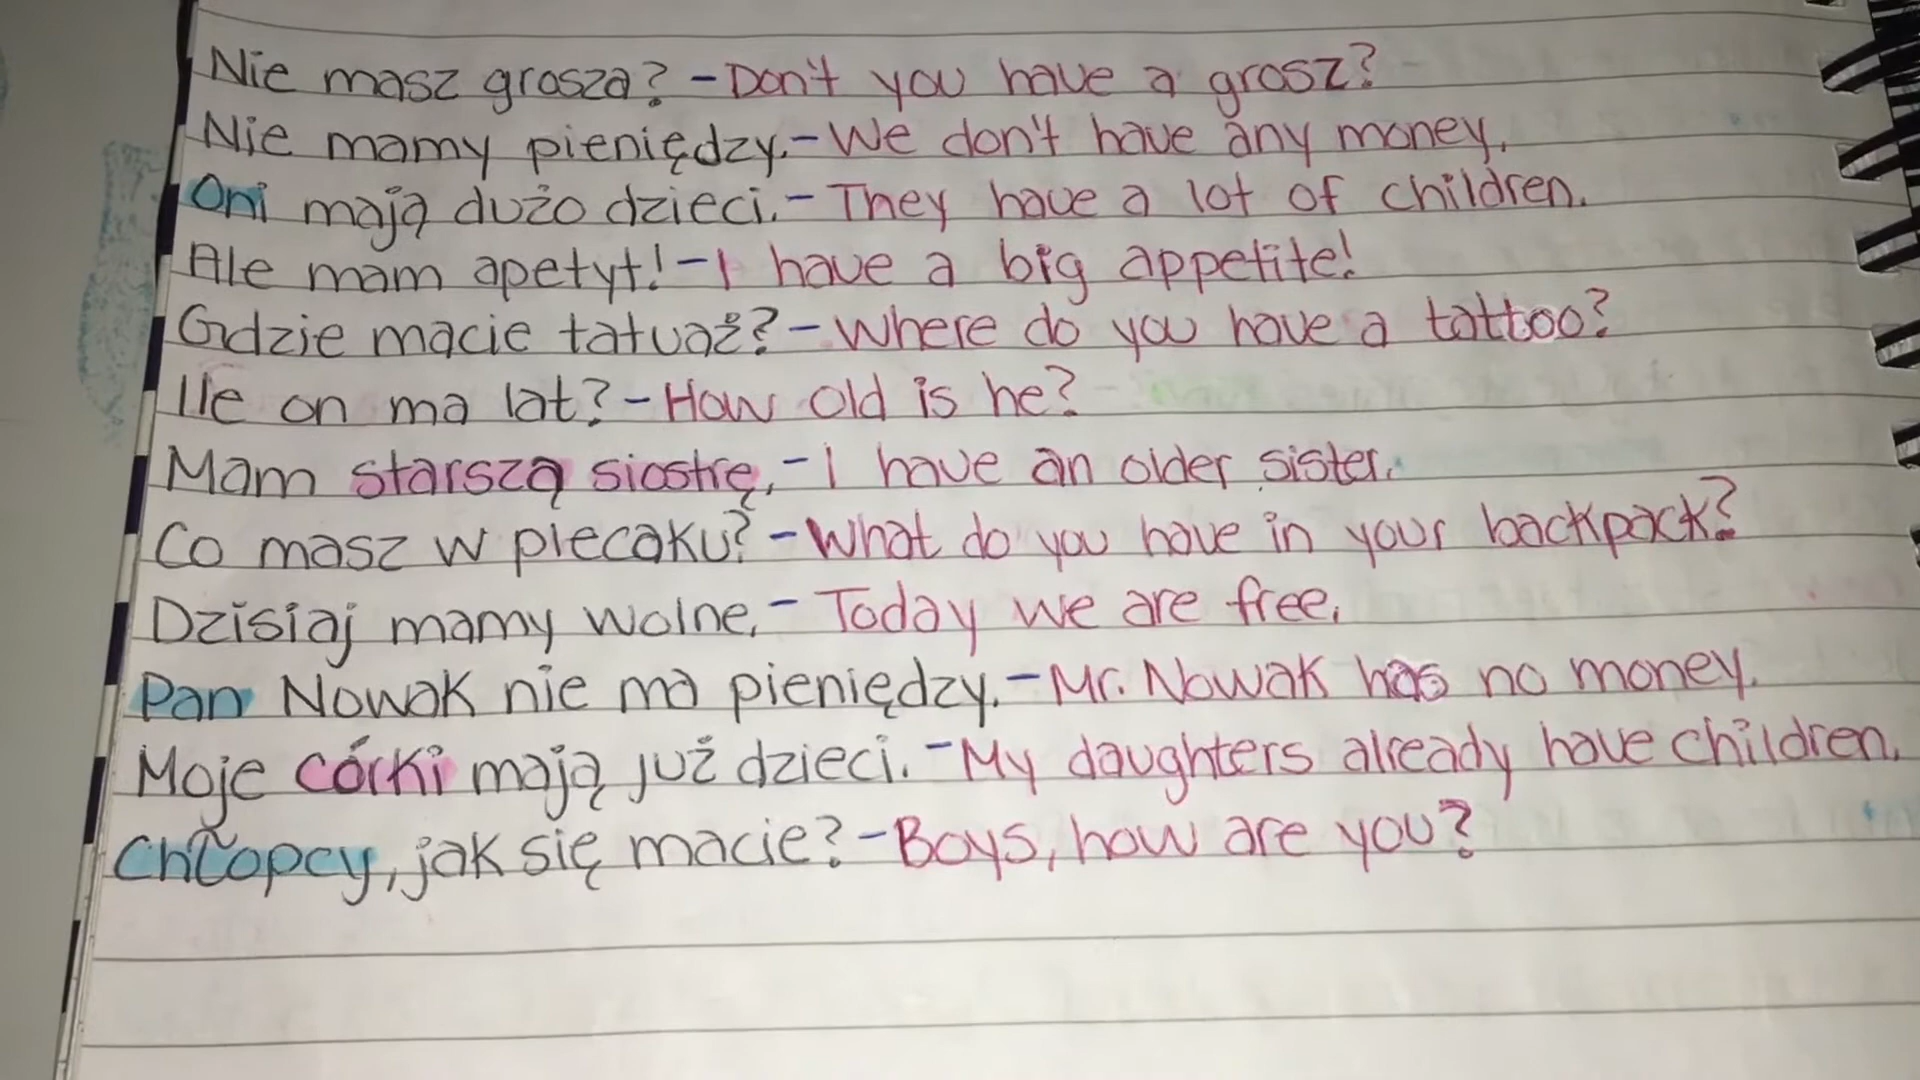 Nie masz grosza? - Don't you have a grosz?
Nie mamy pieniędzy. - We don't have any money.
Oni mają dużo dzieci. - They have a lot of children.
Ale mam apetyt! - I have a big appetite!
Gdzie macie tatuaż? - Where do you have a tattoo?
Ile on ma lat? - How old is he?
Mam starszą siostrę. - I have an older sister.
Co masz w plecaku? - What do you have in your backpack?
Dzisiaj mamy wolne. - Today we are free.
Pan Nowak nie ma pieniędzy. - Mr. Nowak has no money.
Moje córki mają już dzieci. - My daughters already have children.
Chłopcy, jak się macie? - Boys, how are you?